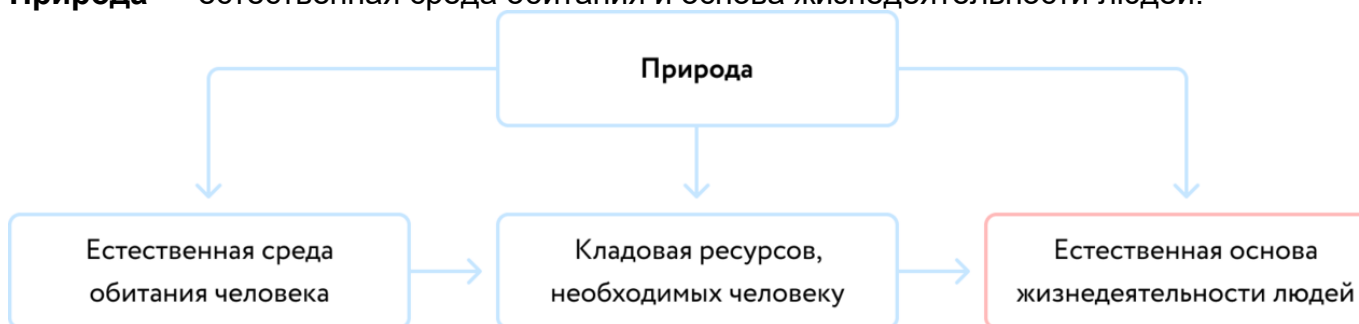 Природа — естественная среда обитания и основа жизнедеятельности людей.
Природа
Естественная среда
обитания человека
Кладовая ресурсов,
необходимых человеку
Естественная основа
жизнедеятельности людей